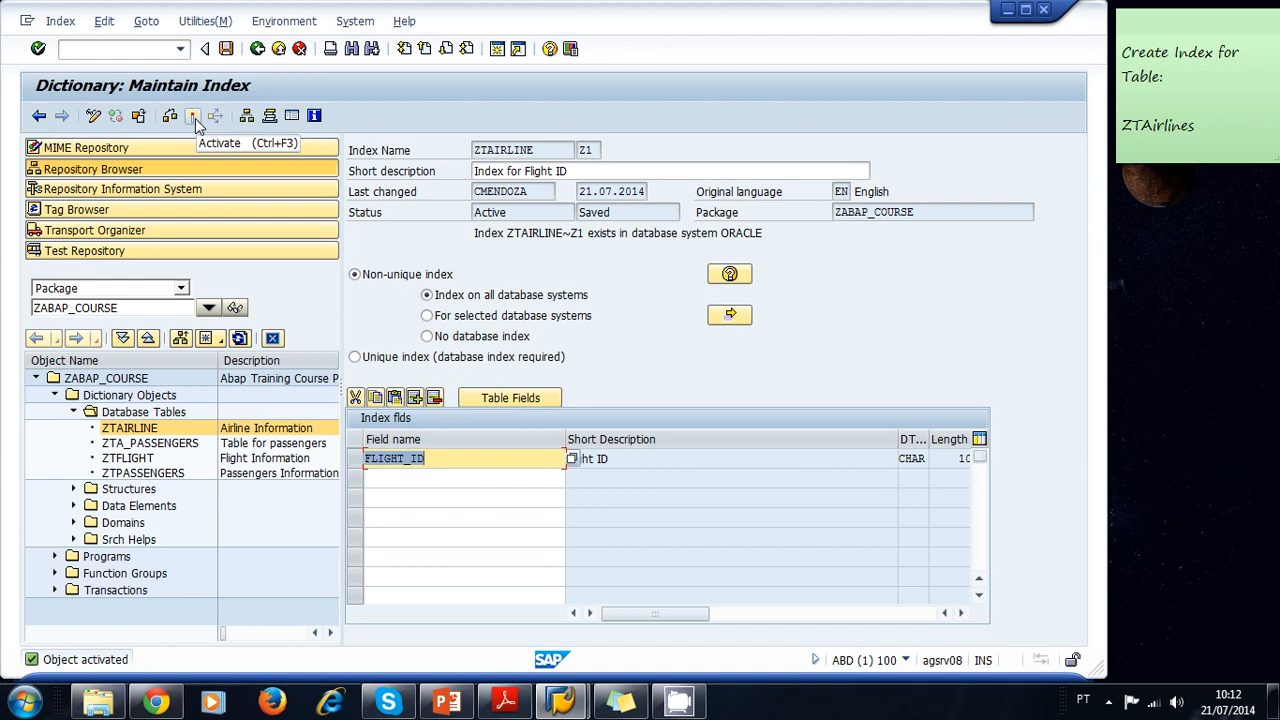 Index Edit Goto Utilities(M) Environment System Help
Dictionary: Maintain Index
Activate (Ctrl+F3)
MIME Repository
Repository Browser
Repository Information System
Tag Browser
Transport Organizer
Test Repository
Package
ZABAP_COURSE
Object Name Description
ZABAP_COURSE Abap Training Course P
Dictionary Objects
Database Tables
ZTAIRLINE Airline Information
ZTA_PASSENGERS Table for passengers
ZTFLIGHT Flight Information
ZTPASSENGERS Passengers Information
Structures
Data Elements
Domains
Srch Helps
Programs
Function Groups
Transactions
Index Name ZTAIRLINE Z1
Short description Index for Flight ID
Last changed CMENDOZA 21.07.2014 Original language EN English
Status Active Saved Package ZABAP_COURSE
Index ZTAIRLINE~Z1 exists in database system ORACLE
Non-unique index
Index on all database systems
For selected database systems
No database index
Unique index (database index required)
Table Fields
Index flds
Field name Short Description DT... Length
FLIGHT_ID ht ID CHAR 10
Object activated
SAP
ABD (1) 100 agsrv08 INS
Create Index for
Table:
ZTAirlines
PT
10:12
21/07/2014